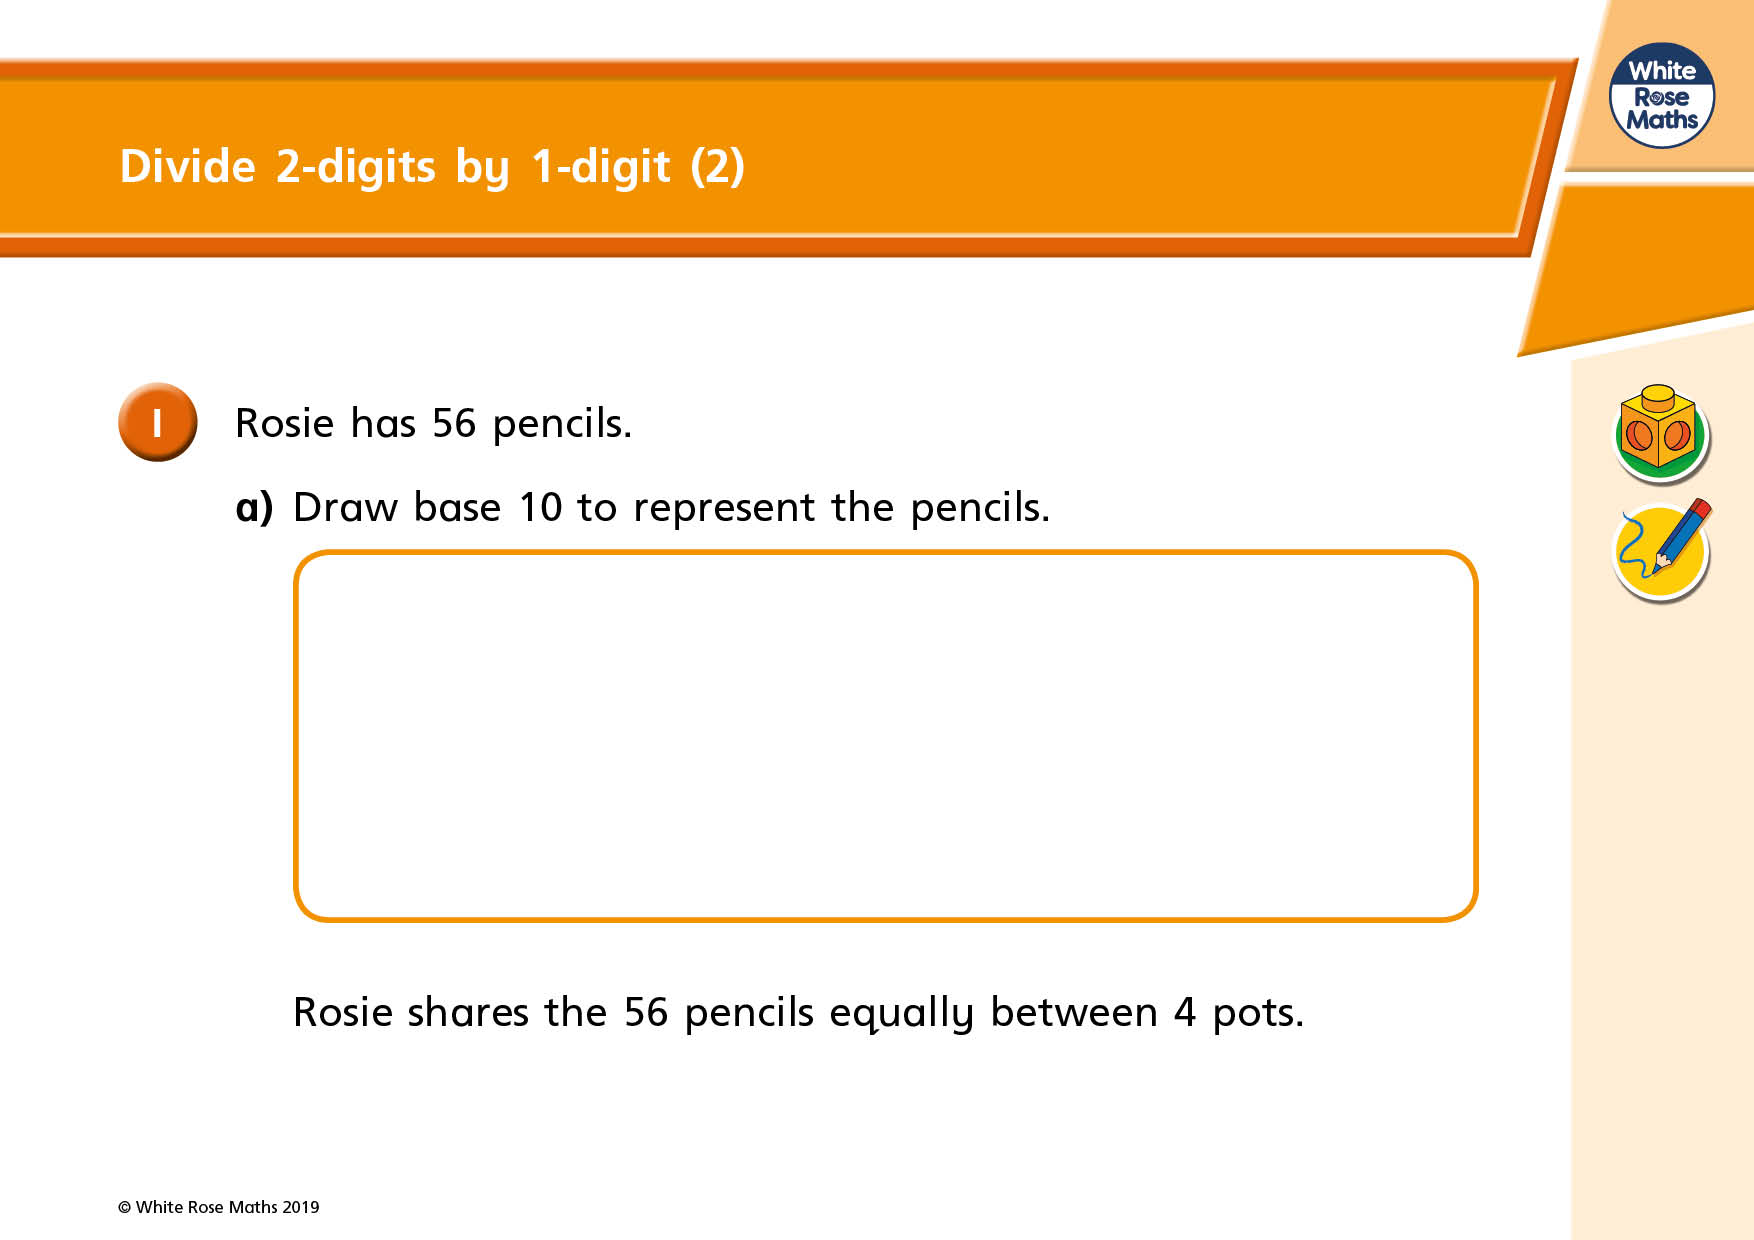 White
Rose
Maths
Divide 2-digits by 1-digit (2)
1 Rosie has 56 pencils.
a) Draw base 10 to represent the pencils.
Rosie shares the 56 pencils equally between 4 pots.
© White Rose Maths 2019